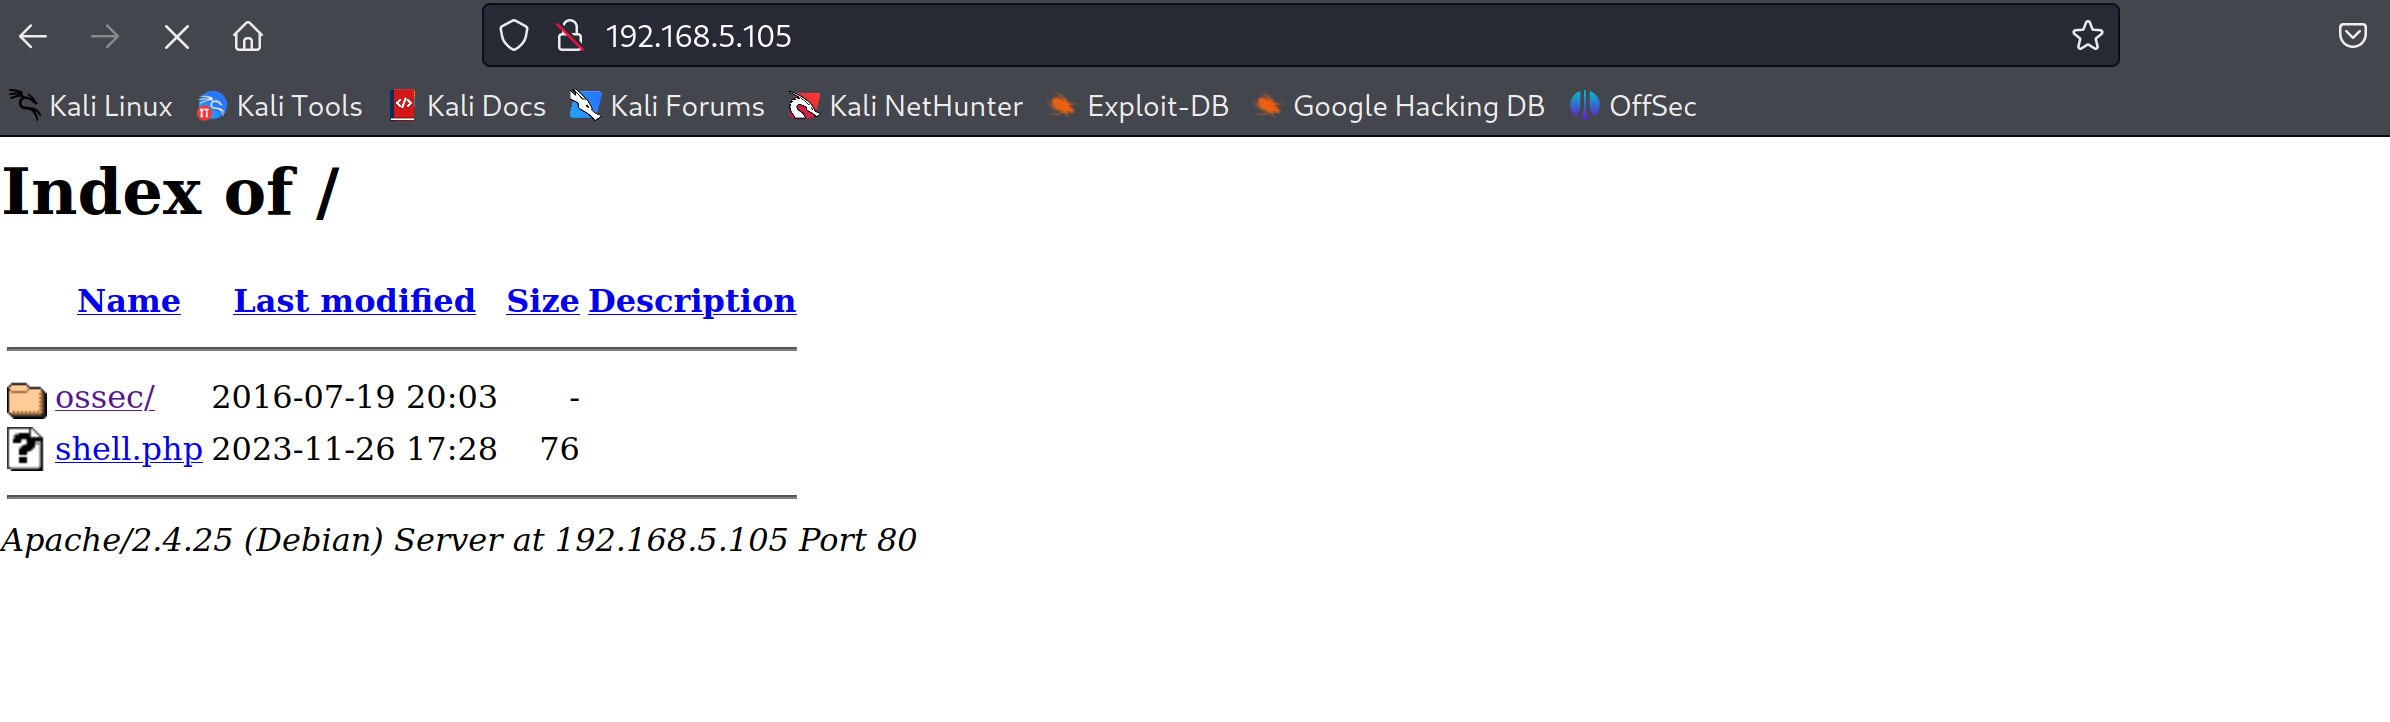 192.168.5.105
Kali Linux Kali Tools Kali Docs Kali Forums Kali NetHunter Exploit-DB Google Hacking DB OffSec
Index of /
Name Last modified Size Description
ossec/ 2016-07-19 20:03 -
shell.php 2023-11-26 17:28 76
Apache/2.4.25 (Debian) Server at 192.168.5.105 Port 80